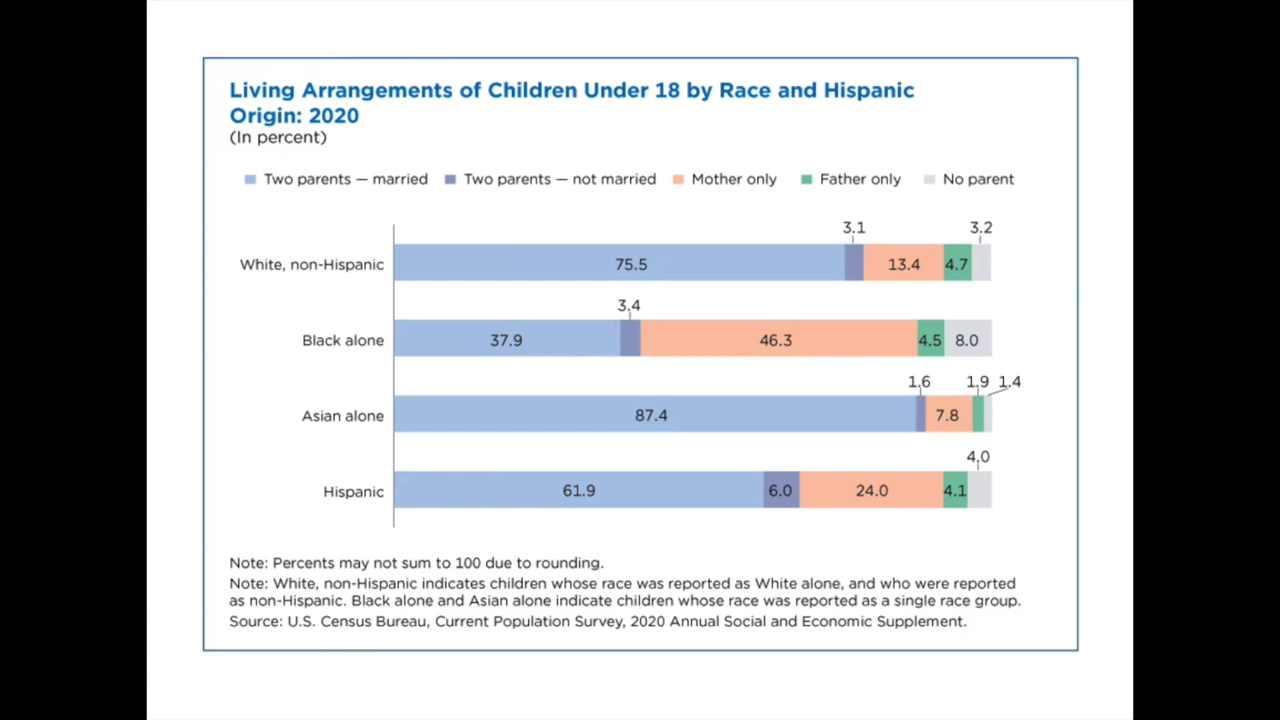 Living Arrangements of Children Under 18 by Race and Hispanic
Origin: 2020
(In percent)
Two parents — married Two parents — not married Mother only Father only No parent
3.1 3.2
White, non-Hispanic 75.5 13.4 4.7
3.4
Black alone 37.9 46.3 4.5 8.0
1.6 1.9 1.4
Asian alone 87.4 7.8
4.0
Hispanic 61.9 6.0 24.0 4.1
Note: Percents may not sum to 100 due to rounding.
Note: White, non-Hispanic indicates children whose race was reported as White alone, and who were reported
as non-Hispanic. Black alone and Asian alone indicate children whose race was reported as a single race group.
Source: U.S. Census Bureau, Current Population Survey, 2020 Annual Social and Economic Supplement.